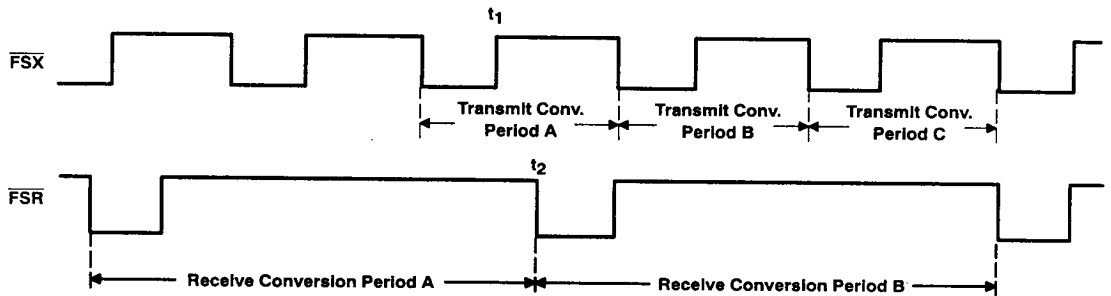 t1
FSX
Transmit Conv.
Period A
Transmit Conv.
Period B
Transmit Conv.
Period C
t2
FSR
Receive Conversion Period A
Receive Conversion Period B